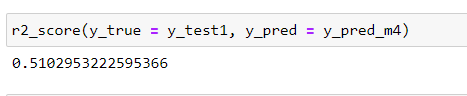 r2_score(y_true = y_test1, y_pred = y_pred_m4)
0.5102953222595366